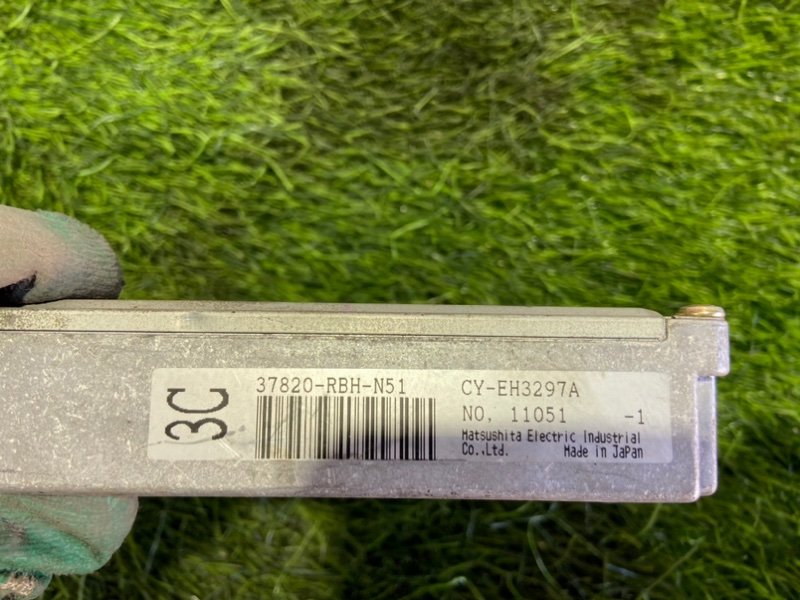 3C
37820-RBH-N51
CY-EH3297A
NO. 11051 -1
Matsushita Electric Industrial
Co.,Ltd. Made in JaPan